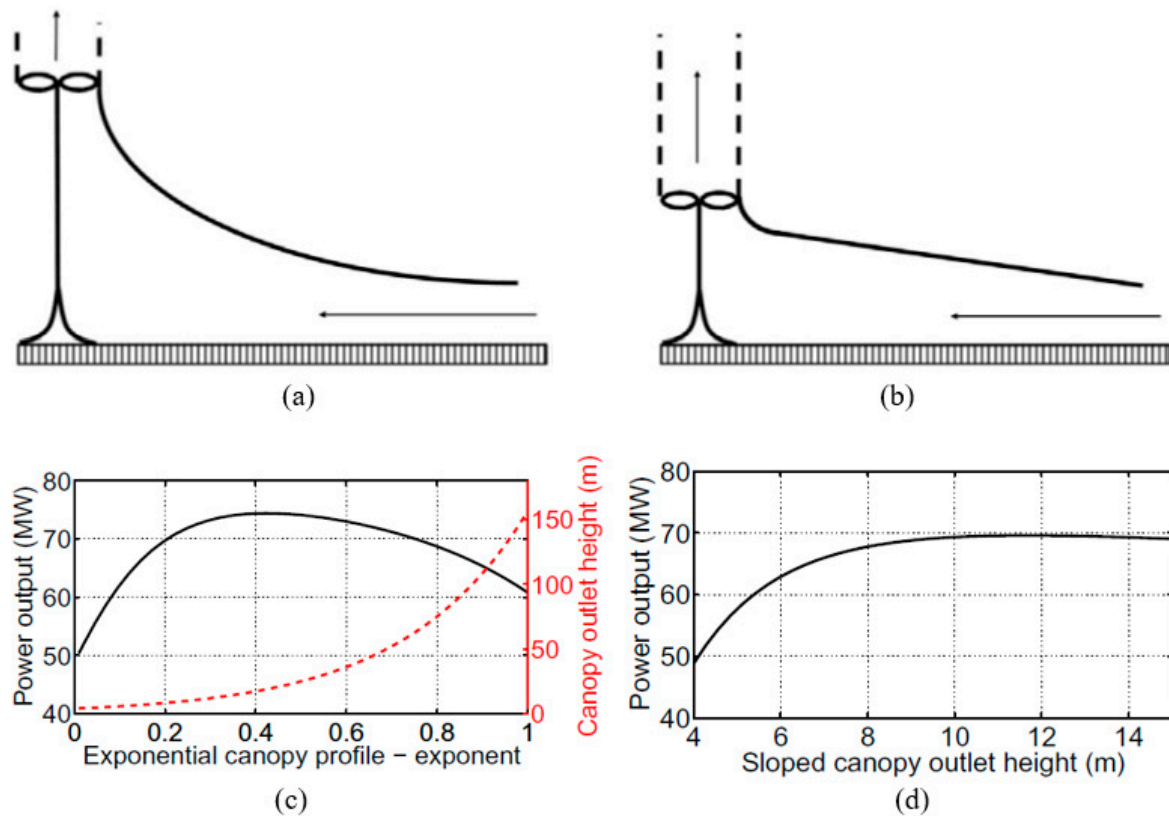 (a)
(b)
80
70
60
50
40
Power output (MW)
150
100
50
0
Canopy outlet height (m)
0 0.2 0.4 0.6 0.8 1
Exponential canopy profile − exponent
(c)
80
70
60
50
40
Power output (MW)
4 6 8 10 12 14
Sloped canopy outlet height (m)
(d)